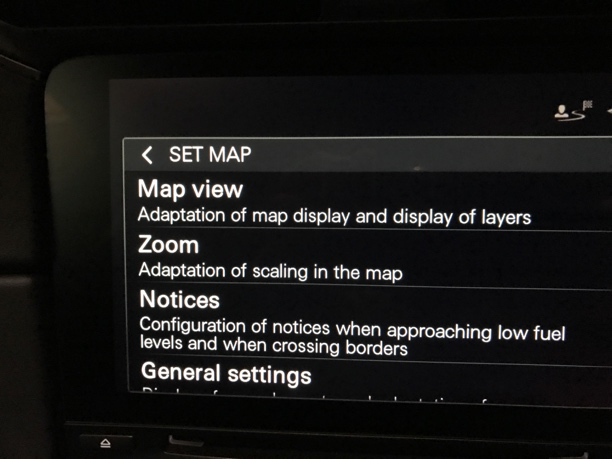 SET MAP
Map view
Adaptation of map display and display of layers
Zoom
Adaptation of scaling in the map
Notices
Configuration of notices when approaching low fuel
levels and when crossing borders
General settings